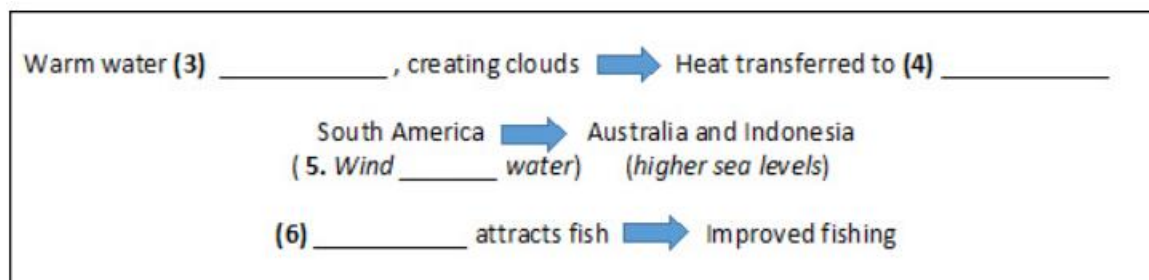 Warm water (3) ____________ , creating clouds Heat transferred to (4) ____________
South America Australia and Indonesia
( 5. Wind _______ water) (higher sea levels)
(6) ___________ attracts fish Improved fishing